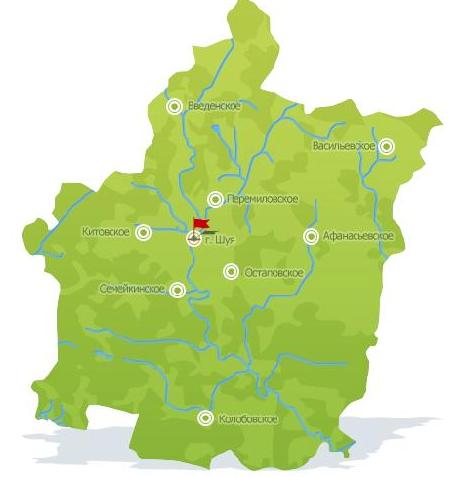 Введенское
Васильевское
Перемиловское
Китовское
г. Шуя
Афанасьевское
Остаповское
Семейкинское
Колобовское